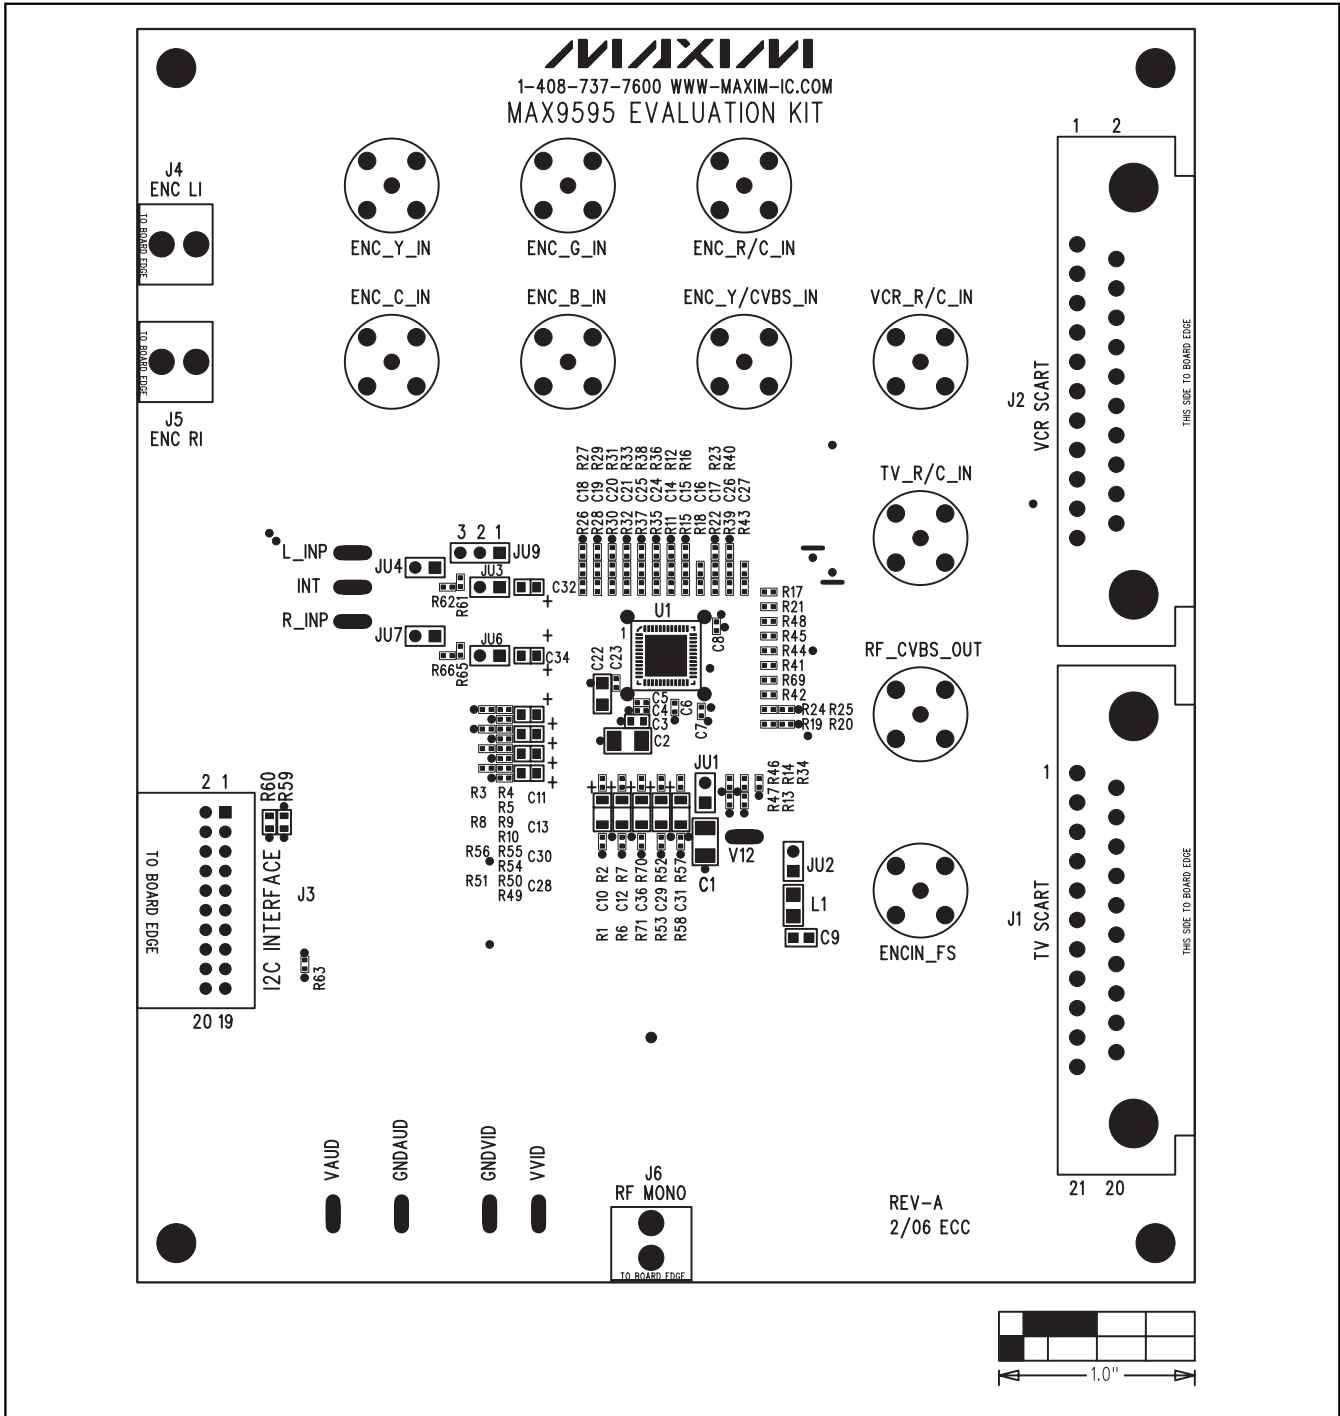 MAXIM
1-408-737-7600 WWW-MAXIM-IC.COM
MAX9595 EVALUATION KIT
1 2
J4
ENC LI
TO BOARD EDGE
ENC_Y_IN
ENC_G_IN
ENC_R/C_IN
ENC_C_IN
ENC_B_IN
ENC_Y/CVBS_IN
VCR_R/C_IN
TO BOARD EDGE
J5
ENC RI
J2
VCR SCART
THIS SIDE TO BOARD EDGE
R27 R29 R31 R33 R38 R36 R12 R16 R23 R40
C18 C19 C20 C21 C25 C24 C14 C15 C16 C17 C26 C27
R26 R28 R30 R32 R37 R35 R11 R15 R18 R22 R39 R43
TV_R/C_IN
3 2 1
JU9
L_INP
JU4
JU3
INT
C32
R62
R61
+
R_INP
JU7
JU6
+
C34
R66
R65
+
U1
1
C8
C22
C23
C5
C4
C3
C2
C6
C7
R17
R21
R48
R45
R44
R41
R69
R42
R24 R25
R19 R20
RF_CVBS_OUT
+
+
+
+
+
R3 R4 C11
R5
R8 R9 C13
R10
R56 R55 C30
R54
R51 R50 C28
R49
+ + + + +
JU1
R46 R14 R34
R47 R13
V12
C1
R2 R7 R70 R52 R57
C10 C12 C36 C29 C31
R1 R6 R71 R53 R58
JU2
L1
C9
ENCIN_FS
1
J1
TV SCART
THIS SIDE TO BOARD EDGE
2 1
R60
R59
TO BOARD EDGE
I2C INTERFACE
J3
R63
20 19
VAUD
GNDAUD
GNDVID
VVID
J6
RF MONO
TO BOARD EDGE
21 20
REV-A
2/06 ECC
1.0"